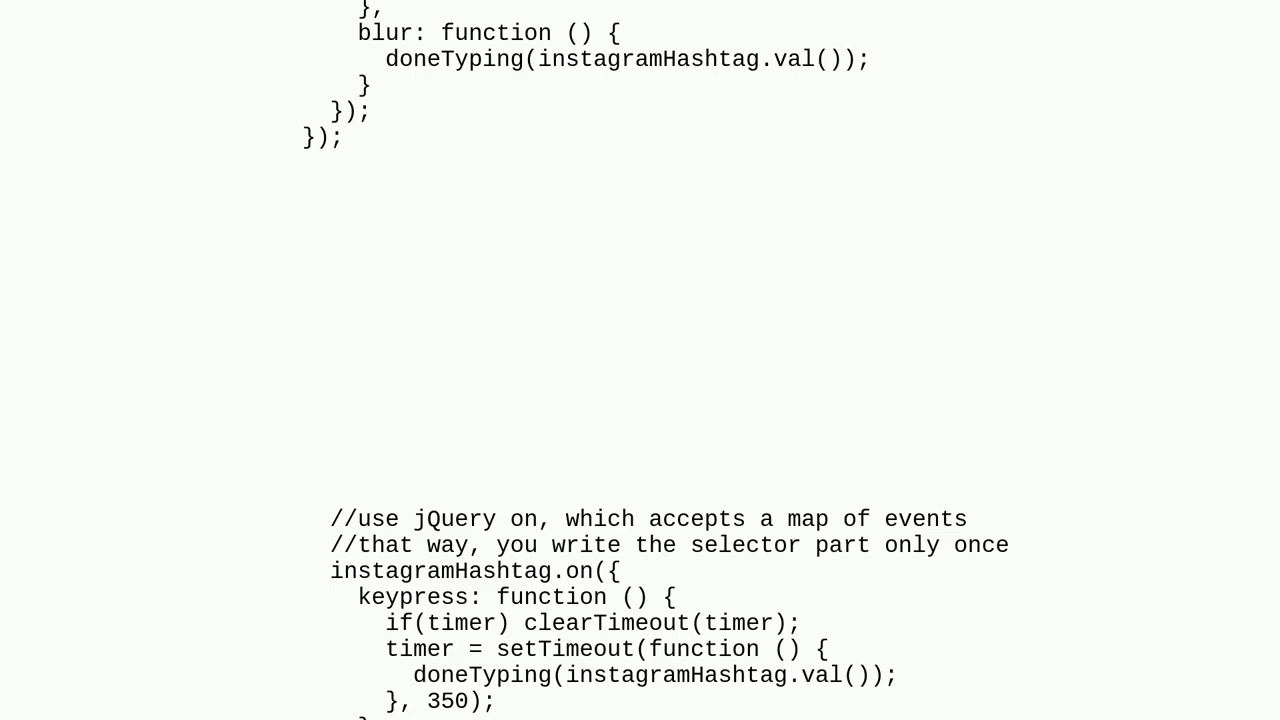 },
blur: function () {
doneTyping(instagramHashtag.val());
}
});
});
//use jQuery on, which accepts a map of events
//that way, you write the selector part only once
instagramHashtag.on({
keypress: function () {
if(timer) clearTimeout(timer);
timer = setTimeout(function () {
doneTyping(instagramHashtag.val());
}, 350);